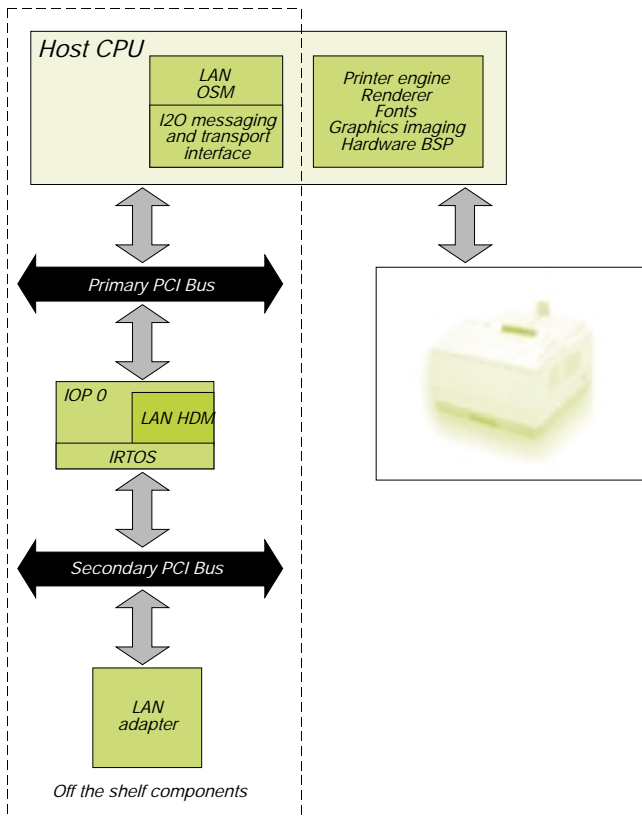 Host CPU
LAN
OSM
I2O messaging
and transport
interface
Printer engine
Renderer
Fonts
Graphics imaging
Hardware BSP
Primary PCI Bus
IOP 0
LAN HDM
IRTOS
Secondary PCI Bus
LAN
adapter
Off the shelf components